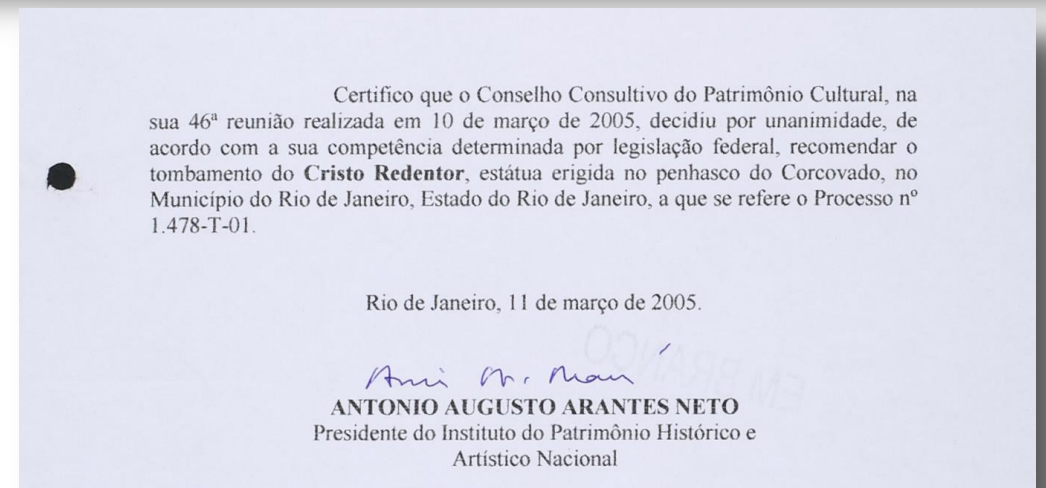 Certifico que o Conselho Consultivo do Patrimônio Cultural, na
sua 46ª reunião realizada em 10 de março de 2005, decidiu por unanimidade, de
acordo com a sua competência determinada por legislação federal, recomendar o
tombamento do Cristo Redentor, estátua erigida no penhasco do Corcovado, no
Município do Rio de Janeiro, Estado do Rio de Janeiro, a que se refere o Processo nº
1.478-T-01.
Rio de Janeiro, 11 de março de 2005.
EM BRANCO
ANTONIO AUGUSTO ARANTES NETO
Presidente do Instituto do Patrimônio Histórico e
Artístico Nacional